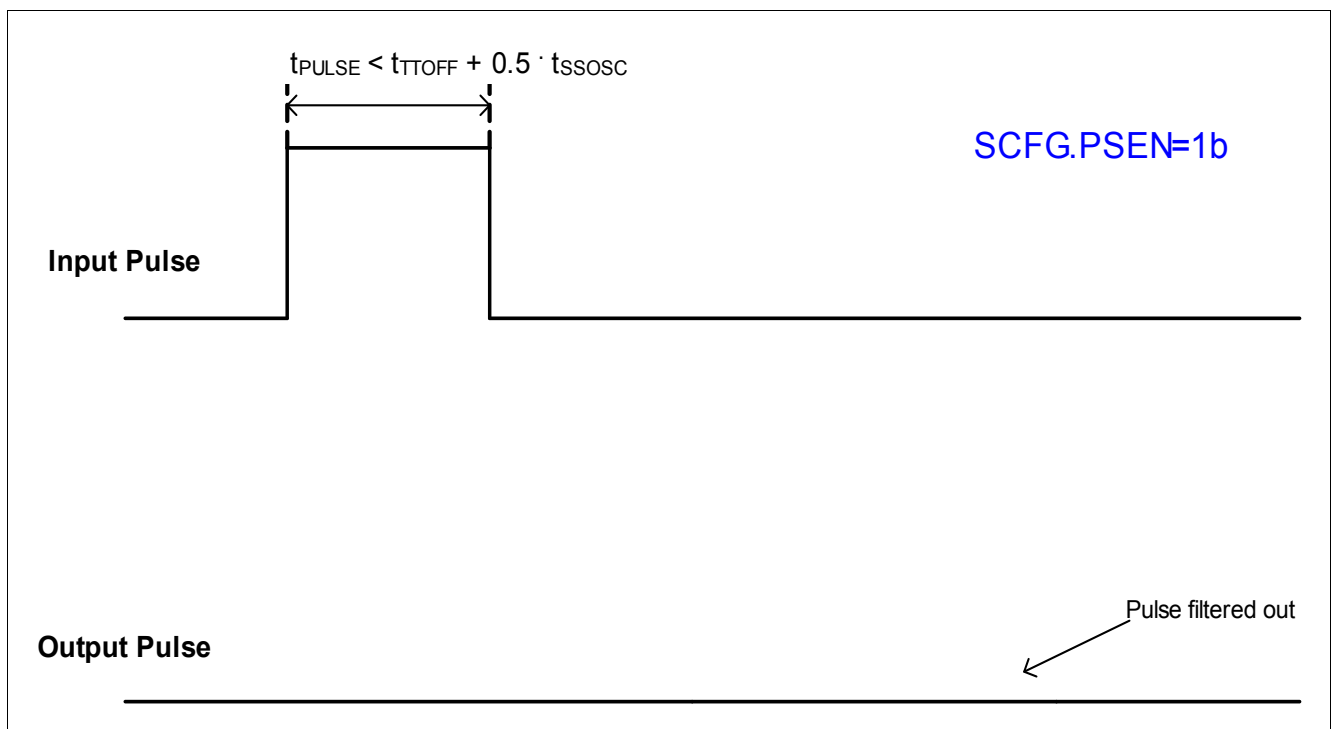 tPULSE < tTTOFF + 0.5 · tSSOSC
SCFG.PSEN=1b
Input Pulse
Pulse filtered out
Output Pulse